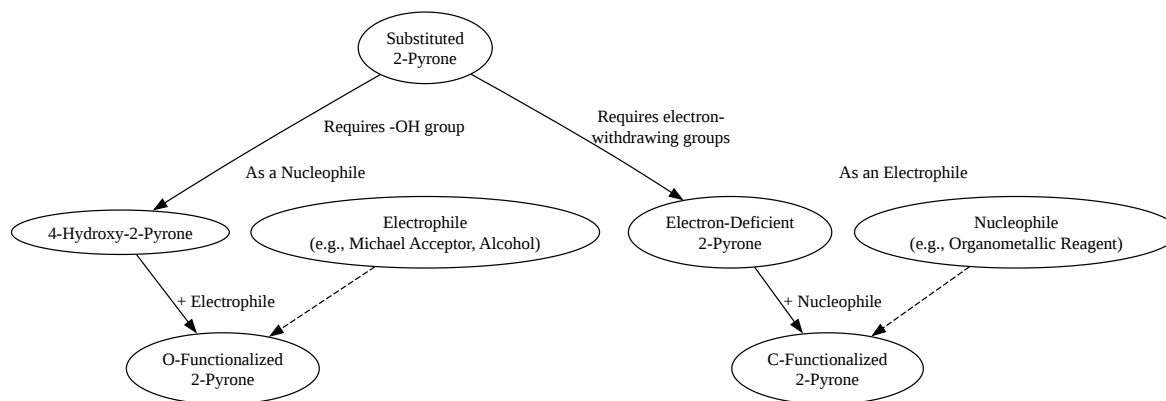 Substituted
2-Pyrone
Requires electron-
withdrawing groups
Requires -OH group
As a Nucleophile
As an Electrophile
4-Hydroxy-2-Pyrone
Electrophile
(e.g., Michael Acceptor, Alcohol)
Electron-Deficient
2-Pyrone
Nucleophile
(e.g., Organometallic Reagent)
+ Electrophile
+ Nucleophile
O-Functionalized
2-Pyrone
C-Functionalized
2-Pyrone